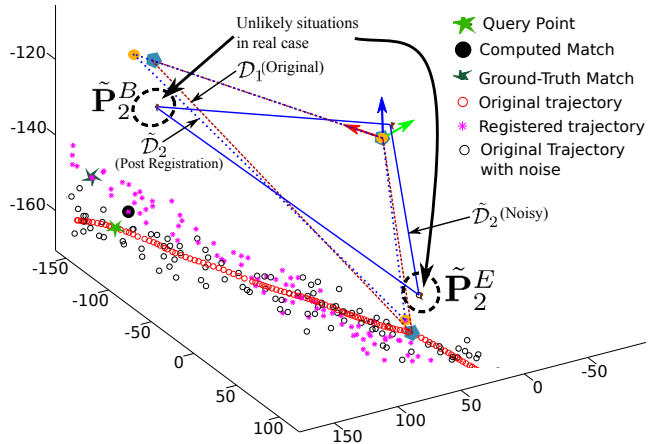 Unlikely situations
in real case
Query Point
Computed Match
Ground-Truth Match
Original trajectory
Registered trajectory
Original Trajectory
with noise
-120
-140
-160
P̃₂ᴮ
𝒟₁ (Original)
𝒟̃₂
(Post Registration)
𝒟̃₂ (Noisy)
P̃₂ᴱ
-150
-100
-50
0
50
100
150
100
50
0
-50